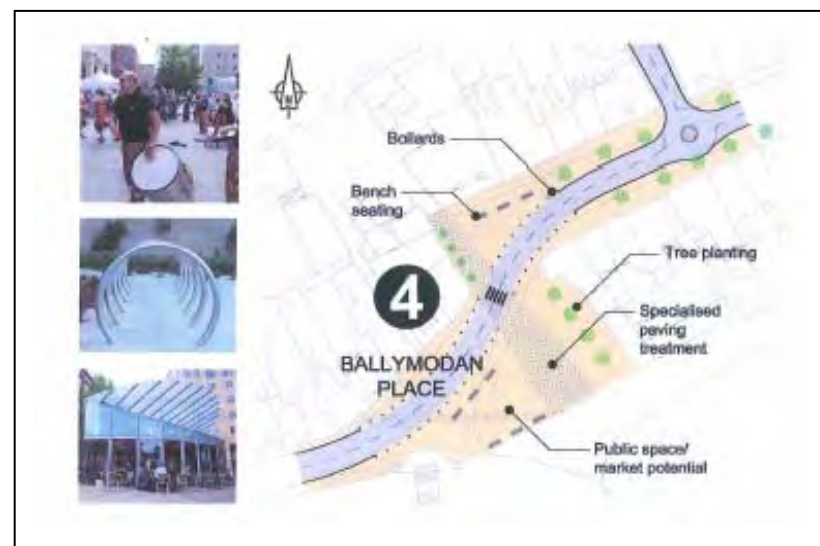 N
Bollards
Bench
seating
4
BALLYMODAN
PLACE
Tree planting
Specialised
paving
treatment
Public space/
market potential